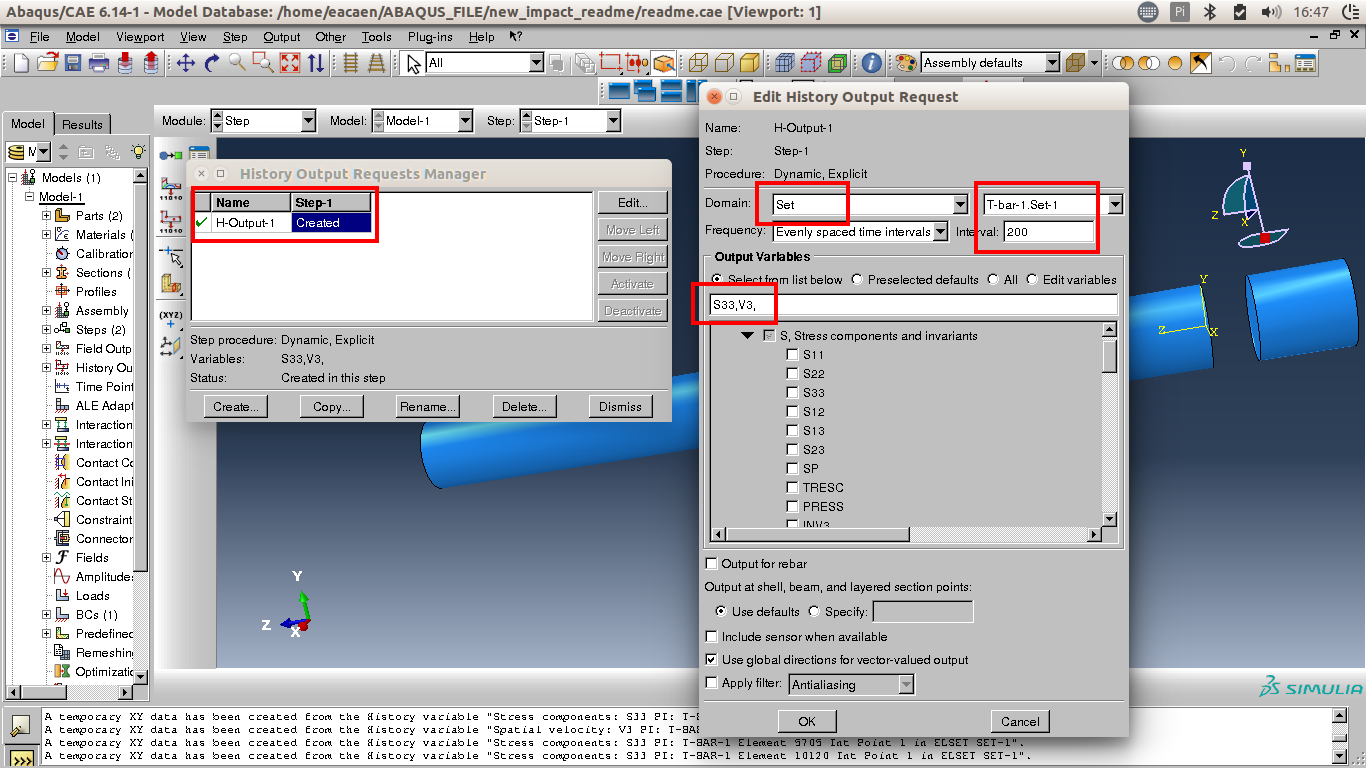 Abaqus/CAE 6.14-1 - Model Database: /home/eacaen/ABAQUS_FILE/new_impact_readme/readme.cae [Viewport: 1]
Pi
16:47
File Model Viewport View Step Output Other Tools Plug-ins Help
All
Assembly defaults
Model Results
Module: Step Model: Model-1 Step: Step-1
Models (1)
Model-1
Parts (2)
Materials (
Calibration
Sections (
Profiles
Assembly
Steps (2)
Field Outp
History Ou
Time Point
ALE Adapt
Interaction
Interaction
Contact Co
Contact Ini
Contact St
Constraint
Connector
Fields
Amplitudes
Loads
BCs (1)
Predefined
Remeshing
Optimizatio
(XYZ)
History Output Requests Manager
Name Step-1
H-Output-1 Created
Edit...
Move Left
Move Right
Activate
Deactivate
Step procedure: Dynamic, Explicit
Variables: S33,V3,
Status: Created in this step
Create... Copy... Rename... Delete... Dismiss
Edit History Output Request
Name: H-Output-1
Step: Step-1
Procedure: Dynamic, Explicit
Domain: Set T-bar-1.Set-1
Frequency: Evenly spaced time intervals Interval: 200
Output Variables
Select from list below Preselected defaults All Edit variables
S33,V3,
S, Stress components and invariants
S11
S22
S33
S12
S13
S23
SP
TRESC
PRESS
INV3
Output for rebar
Output at shell, beam, and layered section points:
Use defaults Specify:
Include sensor when available
Use global directions for vector-valued output
Apply filter: Antialiasing
OK Cancel
Y
Z
X
Y
Z
X
Y
Z
X
SIMULIA
A temporary XY data has been created from the History variable "Stress components: S33 PI: T-B
A temporary XY data has been created from the History variable "Spatial velocity: V3 PI: T-BAR
A temporary XY data has been created from the History variable "Stress components: S33 PI: T-BAR-1 Element 9705 Int Point 1 in ELSET SET-1".
A temporary XY data has been created from the History variable "Stress components: S33 PI: T-BAR-1 Element 10120 Int Point 1 in ELSET SET-1".